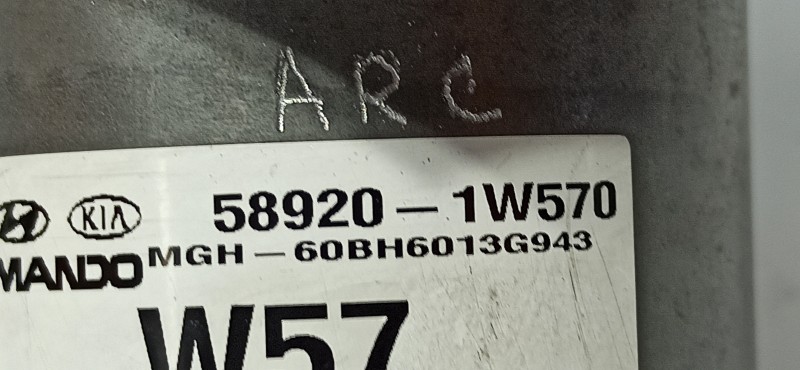 ARC
KIA 58920 - 1W570
MANDO MGH - 60BH6013G943
W57